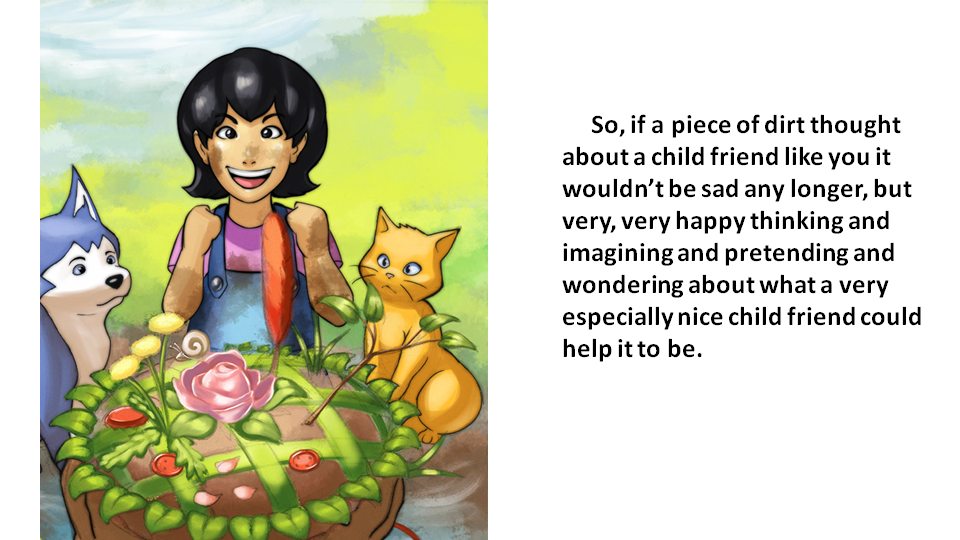 So, if a piece of dirt thought
about a child friend like you it
wouldn’t be sad any longer, but
very, very happy thinking and
imagining and pretending and
wondering about what a very
especially nice child friend could
help it to be.